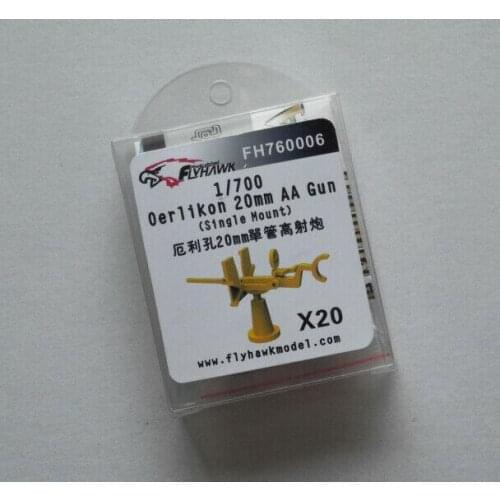 FLYHAWK
FH760006
1/700
Oerlikon 20mm AA Gun
(Single Mount)
厄利孔20mm單管高射炮
X20
www.flyhawkmodel.com